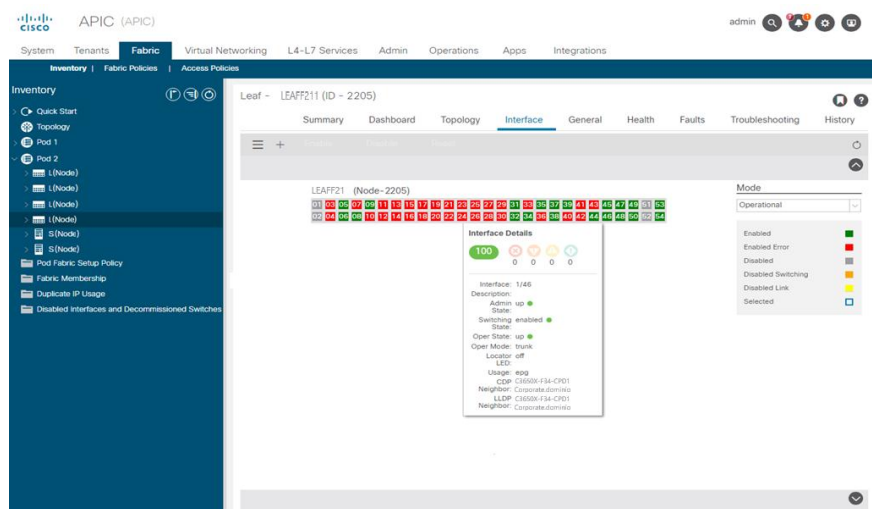 CISCO APIC (APIC) admin
System Tenants Fabric Virtual Networking L4-L7 Services Admin Operations Apps Integrations
Inventory | Fabric Policies | Access Policies
Inventory
Quick Start
Topology
Pod 1
Pod 2
L(Node)
L(Node)
L(Node)
L(Node)
S(Node)
S(Node)
Pod Fabric Setup Policy
Fabric Membership
Duplicate IP Usage
Disabled Interfaces and Decommissioned Switches
Leaf - LEAFF211 (ID - 2205)
Summary Dashboard Topology Interface General Health Faults Troubleshooting History
LEAFF21 (Node-2205)
01 03 05 07 09 11 13 15 17 19 21 23 25 27 29 31 33 35 37 39 41 43 45 47 49 51 53
02 04 06 08 10 12 14 16 18 20 22 24 26 28 30 32 34 36 38 40 42 44 46 48 50 52 54
Interface Details
100
0 0 0 0
Interface: 1/46
Description:
Admin State: up
Switching State: enabled
Oper State: up
Oper Mode: trunk
Locator LED: off
Usage: epg
CDP Neighbor: C3650X-F34-CPD1
Corporate.dominio
LLDP Neighbor: C3650X-F34-CPD1
Corporate.dominio
Mode
Operational
Enabled
Enabled Error
Disabled
Disabled Switching
Disabled Link
Selected